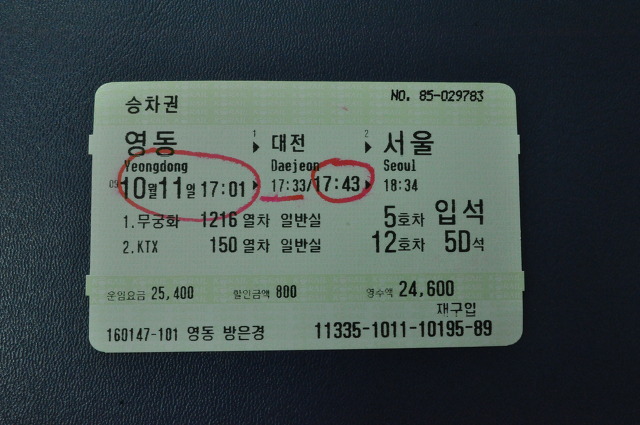 승차권 NO. 85-029783
영동 1 대전 2 서울
Yeongdong Daejeon Seoul
09 10월11일 17:01 17:33/17:43 18:34
1.무궁화 1216 열차 일반실 5호차 입석
2.KTX 150 열차 일반실 12호차 5D석
운임요금 25,400 할인금액 800 영수액 24,600
재구입
160147-101 영동 방은경 11335-1011-10195-89